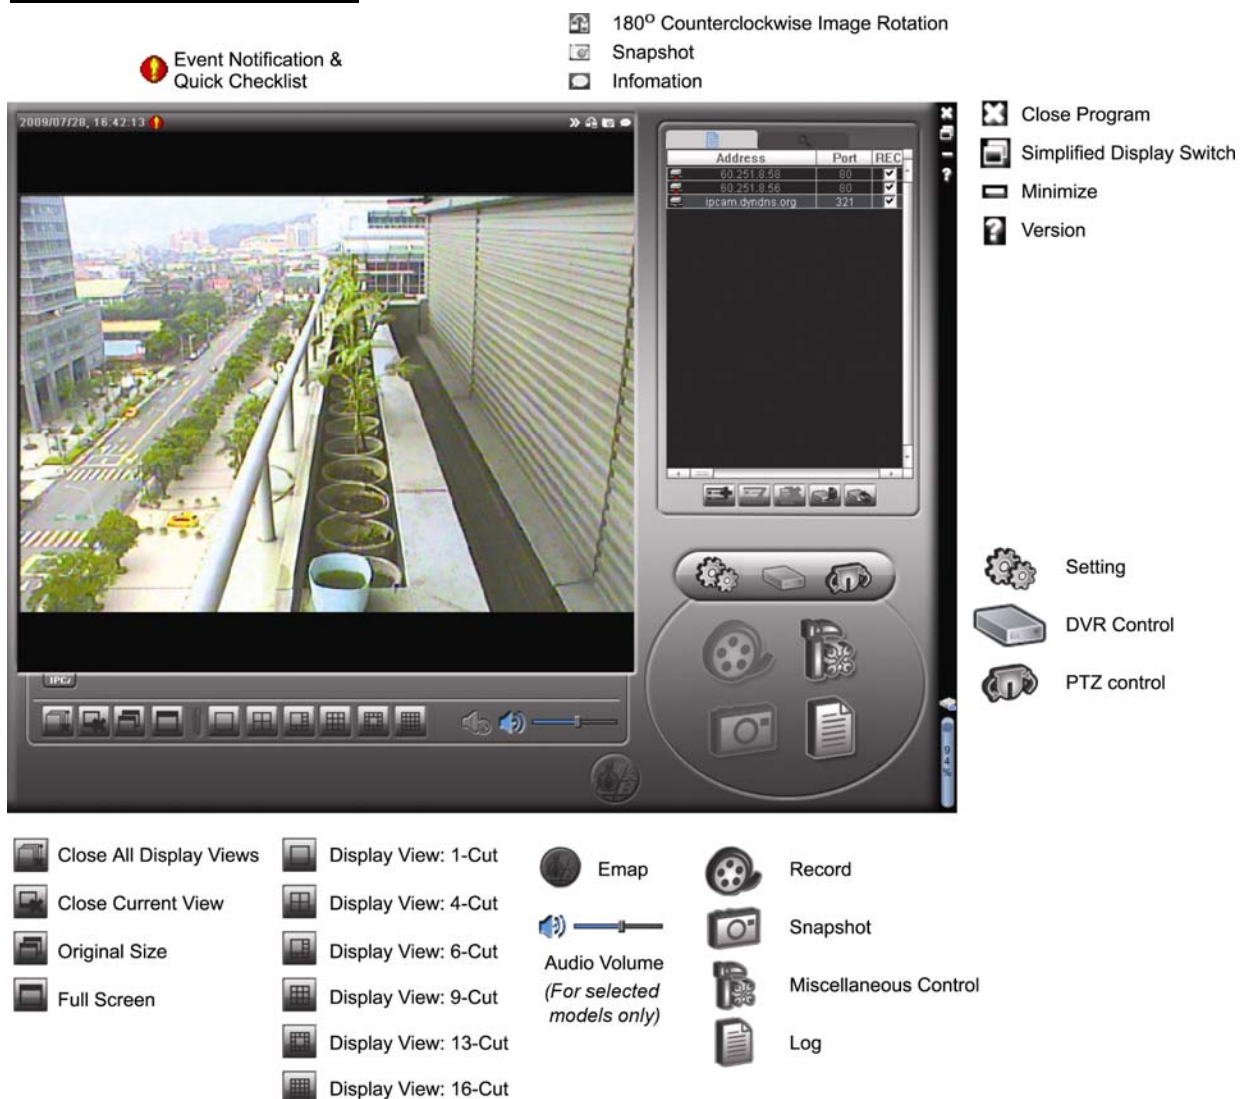 180° Counterclockwise Image Rotation
Snapshot
Infomation
Event Notification &
Quick Checklist
2009/07/28, 16:42:13
Address Port REC
60.251.8.58 80
60.251.8.56 80
ipcam.dyndns.org 321
Close Program
Simplified Display Switch
Minimize
Version
Setting
DVR Control
PTZ control
94%
Close All Display Views
Close Current View
Original Size
Full Screen
Display View: 1-Cut
Display View: 4-Cut
Display View: 6-Cut
Display View: 9-Cut
Display View: 13-Cut
Display View: 16-Cut
Emap
Audio Volume
(For selected
models only)
Record
Snapshot
Miscellaneous Control
Log